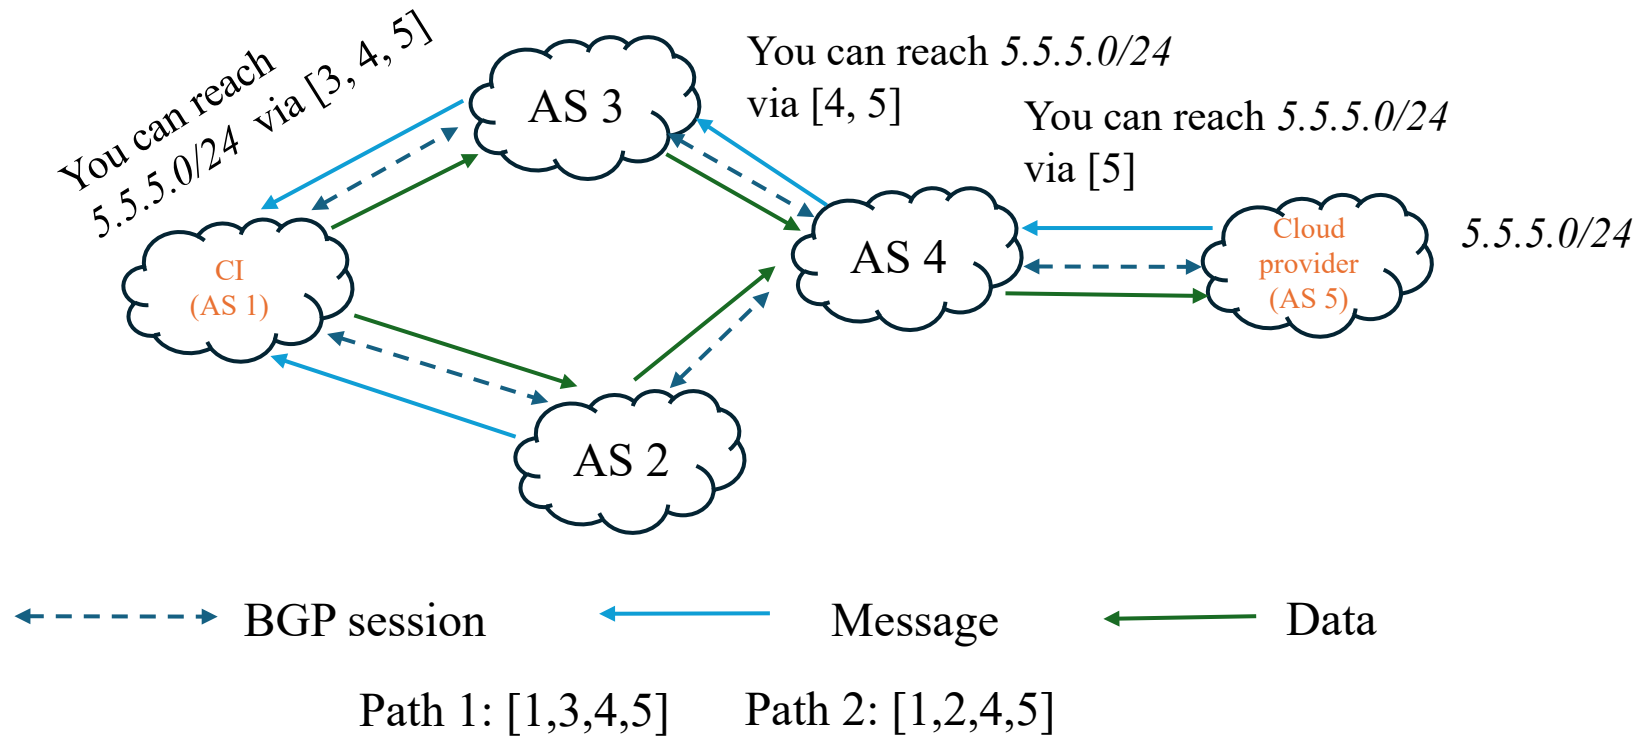 You can reach
5.5.5.0/24 via [3, 4, 5]
AS 3
You can reach 5.5.5.0/24
via [4, 5]
You can reach 5.5.5.0/24
via [5]
CI
(AS 1)
AS 4
Cloud
provider
(AS 5)
5.5.5.0/24
AS 2
BGP session
Message
Data
Path 1: [1,3,4,5]
Path 2: [1,2,4,5]